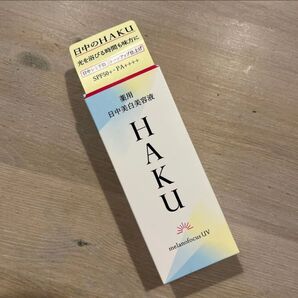 日中のHAKU
光を浴びる時間も味方に
SPF50+・PA++++
薬用
日中美白美容液
HAKU
melanofocus UV